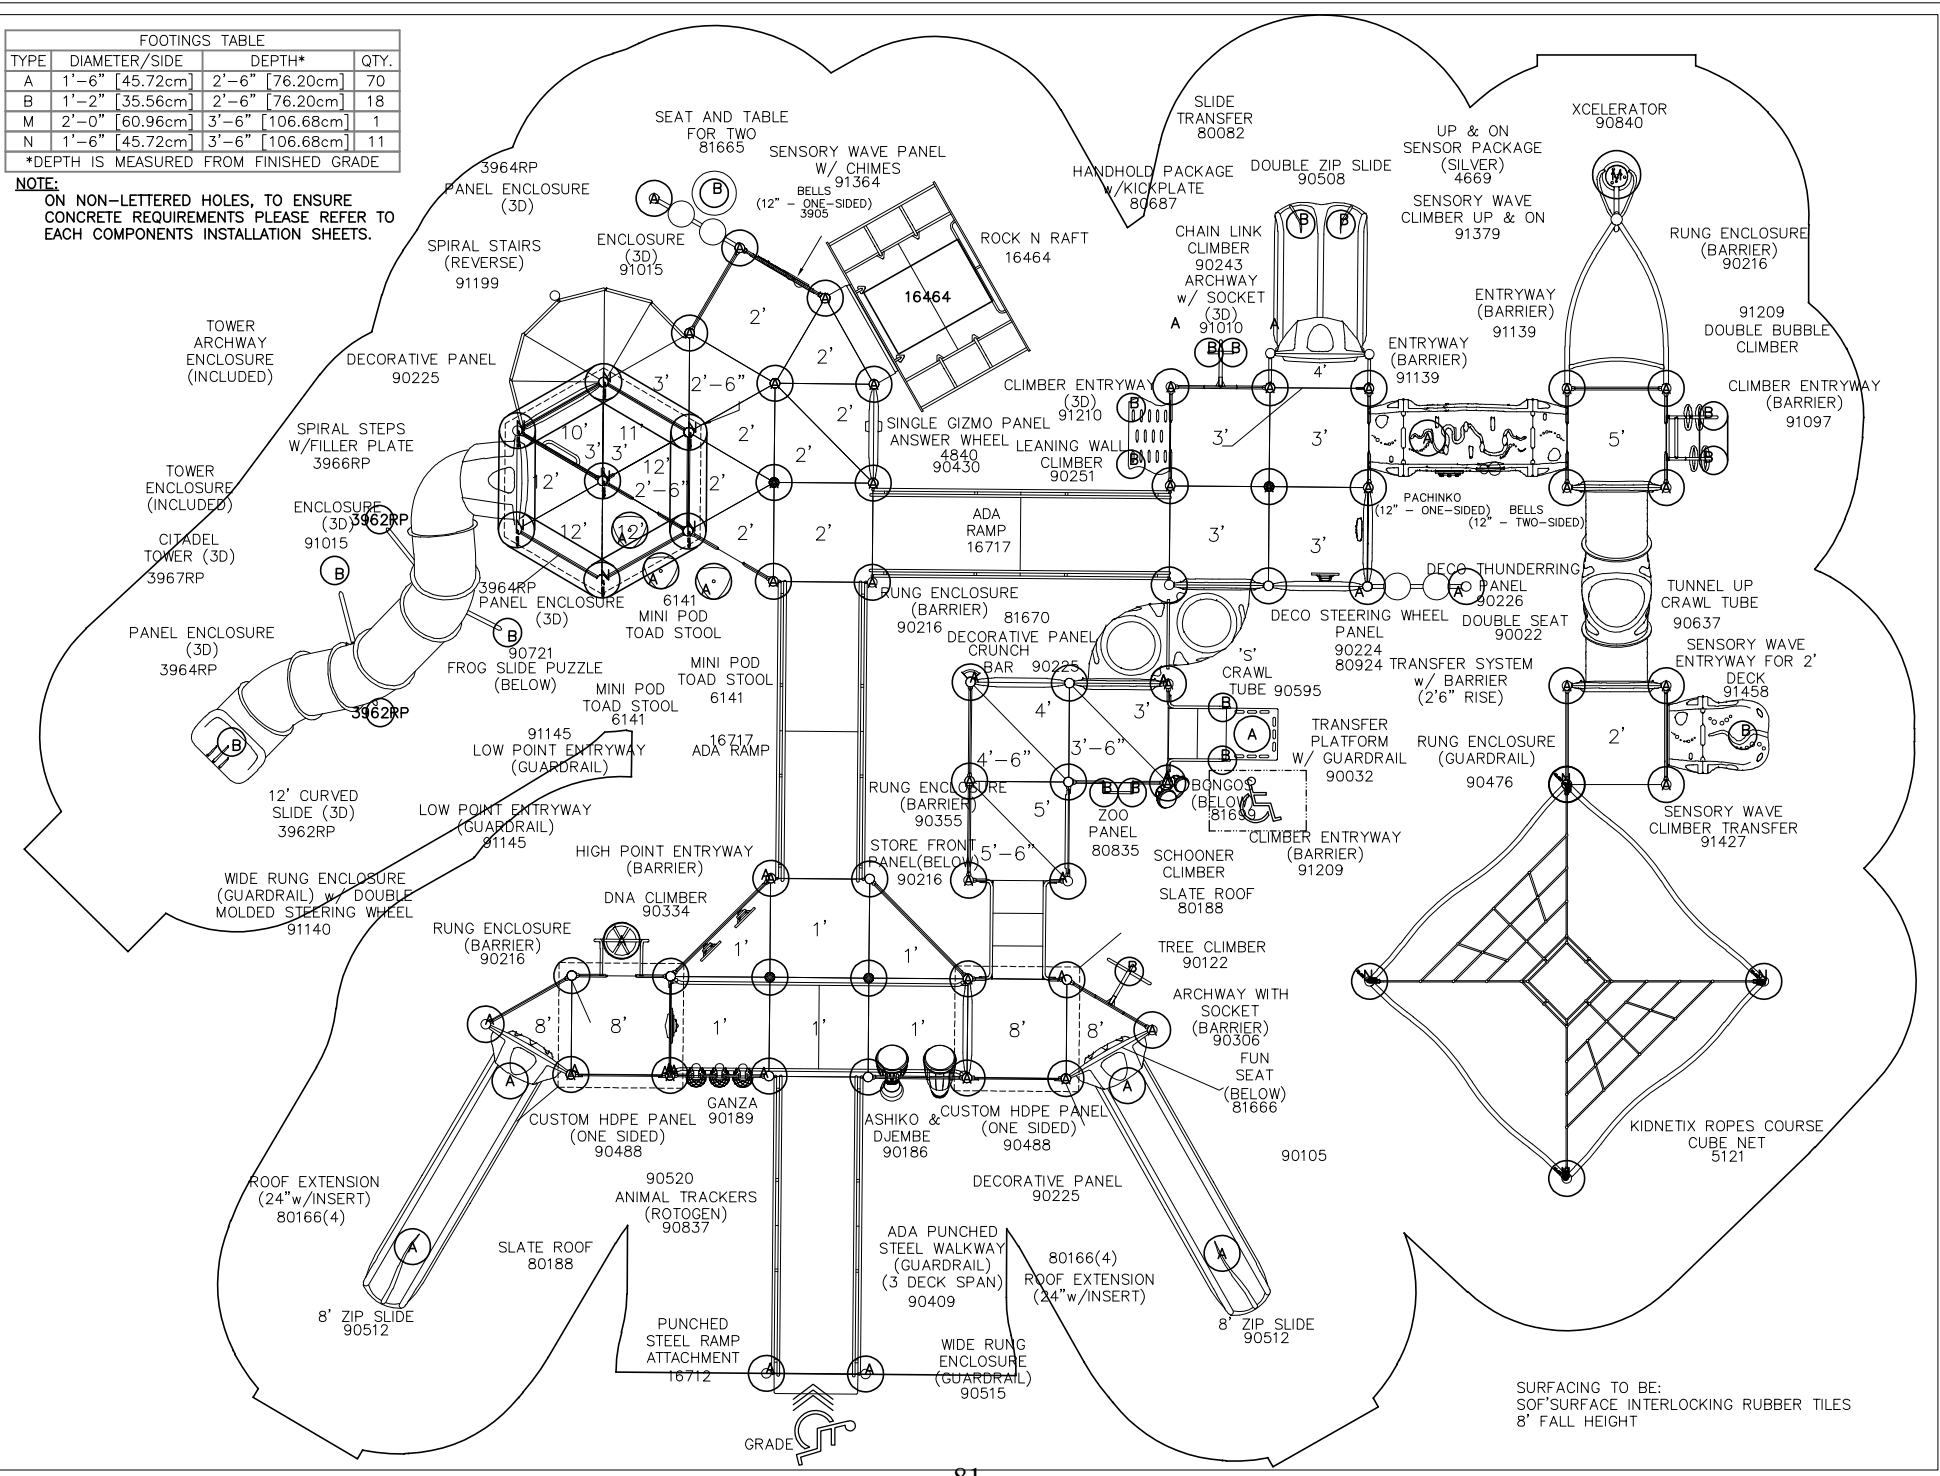 FOOTINGS TABLE
TYPE DIAMETER/SIDE DEPTH* QTY.
A 1'-6" [45.72cm] 2'-6" [76.20cm] 70
B 1'-2" [35.56cm] 2'-6" [76.20cm] 18
M 2'-0" [60.96cm] 3'-6" [106.68cm] 1
N 1'-6" [45.72cm] 3'-6" [106.68cm] 11
*DEPTH IS MEASURED FROM FINISHED GRADE
NOTE:
ON NON-LETTERED HOLES, TO ENSURE
CONCRETE REQUIREMENTS PLEASE REFER TO
EACH COMPONENTS INSTALLATION SHEETS.
SEAT AND TABLE
FOR TWO
81665
SENSORY WAVE PANEL
W/ CHIMES
91364
BELLS
(12" - ONE-SIDED)
3905
3964RP
PANEL ENCLOSURE
(3D)
SPIRAL STAIRS
(REVERSE)
91199
ENCLOSURE
(3D)
91015
ROCK N RAFT
16464
16464
SLIDE
TRANSFER
80082
HANDHOLD PACKAGE
w/KICKPLATE
80687
DOUBLE ZIP SLIDE
90508
UP & ON
SENSOR PACKAGE
(SILVER)
4669
SENSORY WAVE
CLIMBER UP & ON
91379
XCELERATOR
90840
RUNG ENCLOSURE
(BARRIER)
90216
CHAIN LINK
CLIMBER
90243
ARCHWAY
w/ SOCKET
(3D)
91010
ENTRYWAY
(BARRIER)
91139
ENTRYWAY
(BARRIER)
91139
91209
DOUBLE BUBBLE
CLIMBER
CLIMBER ENTRYWAY
(BARRIER)
91097
TOWER
ARCHWAY
ENCLOSURE
(INCLUDED)
DECORATIVE PANEL
90225
CLIMBER ENTRYWAY
(3D)
91210
SINGLE GIZMO PANEL
ANSWER WHEEL
4840
90430
LEANING WALL
CLIMBER
90251
SPIRAL STEPS
W/FILLER PLATE
3966RP
TOWER
ENCLOSURE
(INCLUDED)
ENCLOSURE
(3D)
91015
3962RP
CITADEL
TOWER (3D)
3967RP
ADA
RAMP
16717
PACHINKO
(12" - ONE-SIDED)
BELLS
(12" - TWO-SIDED)
3964RP
PANEL ENCLOSURE
(3D)
6141
MINI POD
TOAD STOOL
RUNG ENCLOSURE
(BARRIER)
90216
81670
DECORATIVE PANEL
90225
CRUNCH
BAR
DECO THUNDERRING
PANEL
90226
DECO STEERING WHEEL
PANEL
90224
DOUBLE SEAT
90022
TUNNEL UP
CRAWL TUBE
90637
PANEL ENCLOSURE
(3D)
3964RP
90721
FROG SLIDE PUZZLE
(BELOW)
3962RP
MINI POD
TOAD STOOL
6141
MINI POD
TOAD STOOL
6141
'S'
CRAWL
TUBE 90595
80924 TRANSFER SYSTEM
w/ BARRIER
(2'6" RISE)
SENSORY WAVE
ENTRYWAY FOR 2'
DECK
91458
91145
LOW POINT ENTRYWAY
(GUARDRAIL)
16717
ADA RAMP
TRANSFER
PLATFORM
W/ GUARDRAIL
90032
RUNG ENCLOSURE
(GUARDRAIL)
90476
12' CURVED
SLIDE (3D)
3962RP
LOW POINT ENTRYWAY
(GUARDRAIL)
91145
RUNG ENCLOSURE
(BARRIER)
90355
ZOO
PANEL
80835
BONGOS
(BELOW)
81699
CLIMBER ENTRYWAY
(BARRIER)
91209
SENSORY WAVE
CLIMBER TRANSFER
91427
HIGH POINT ENTRYWAY
(BARRIER)
DNA CLIMBER
90334
STORE FRONT
PANEL(BELOW)
90216
SCHOONER
CLIMBER
SLATE ROOF
80188
WIDE RUNG ENCLOSURE
(GUARDRAIL) w/ DOUBLE
MOLDED STEERING WHEEL
91140
RUNG ENCLOSURE
(BARRIER)
90216
TREE CLIMBER
90122
ARCHWAY WITH
SOCKET
(BARRIER)
90306
FUN
SEAT
(BELOW)
81666
CUSTOM HDPE PANEL
(ONE SIDED)
90488
GANZA
90189
ASHIKO &
DJEMBE
90186
CUSTOM HDPE PANEL
(ONE SIDED)
90488
90105
KIDNETIX ROPES COURSE
CUBE NET
5121
ROOF EXTENSION
(24"w/INSERT)
80166(4)
90520
ANIMAL TRACKERS
(ROTOGEN)
90837
DECORATIVE PANEL
90225
SLATE ROOF
80188
ADA PUNCHED
STEEL WALKWAY
(GUARDRAIL)
(3 DECK SPAN)
90409
80166(4)
ROOF EXTENSION
(24"w/INSERT)
8' ZIP SLIDE
90512
PUNCHED
STEEL RAMP
ATTACHMENT
16712
WIDE RUNG
ENCLOSURE
(GUARDRAIL)
90515
8' ZIP SLIDE
90512
GRADE
SURFACING TO BE:
SOF'SURFACE INTERLOCKING RUBBER TILES
8' FALL HEIGHT